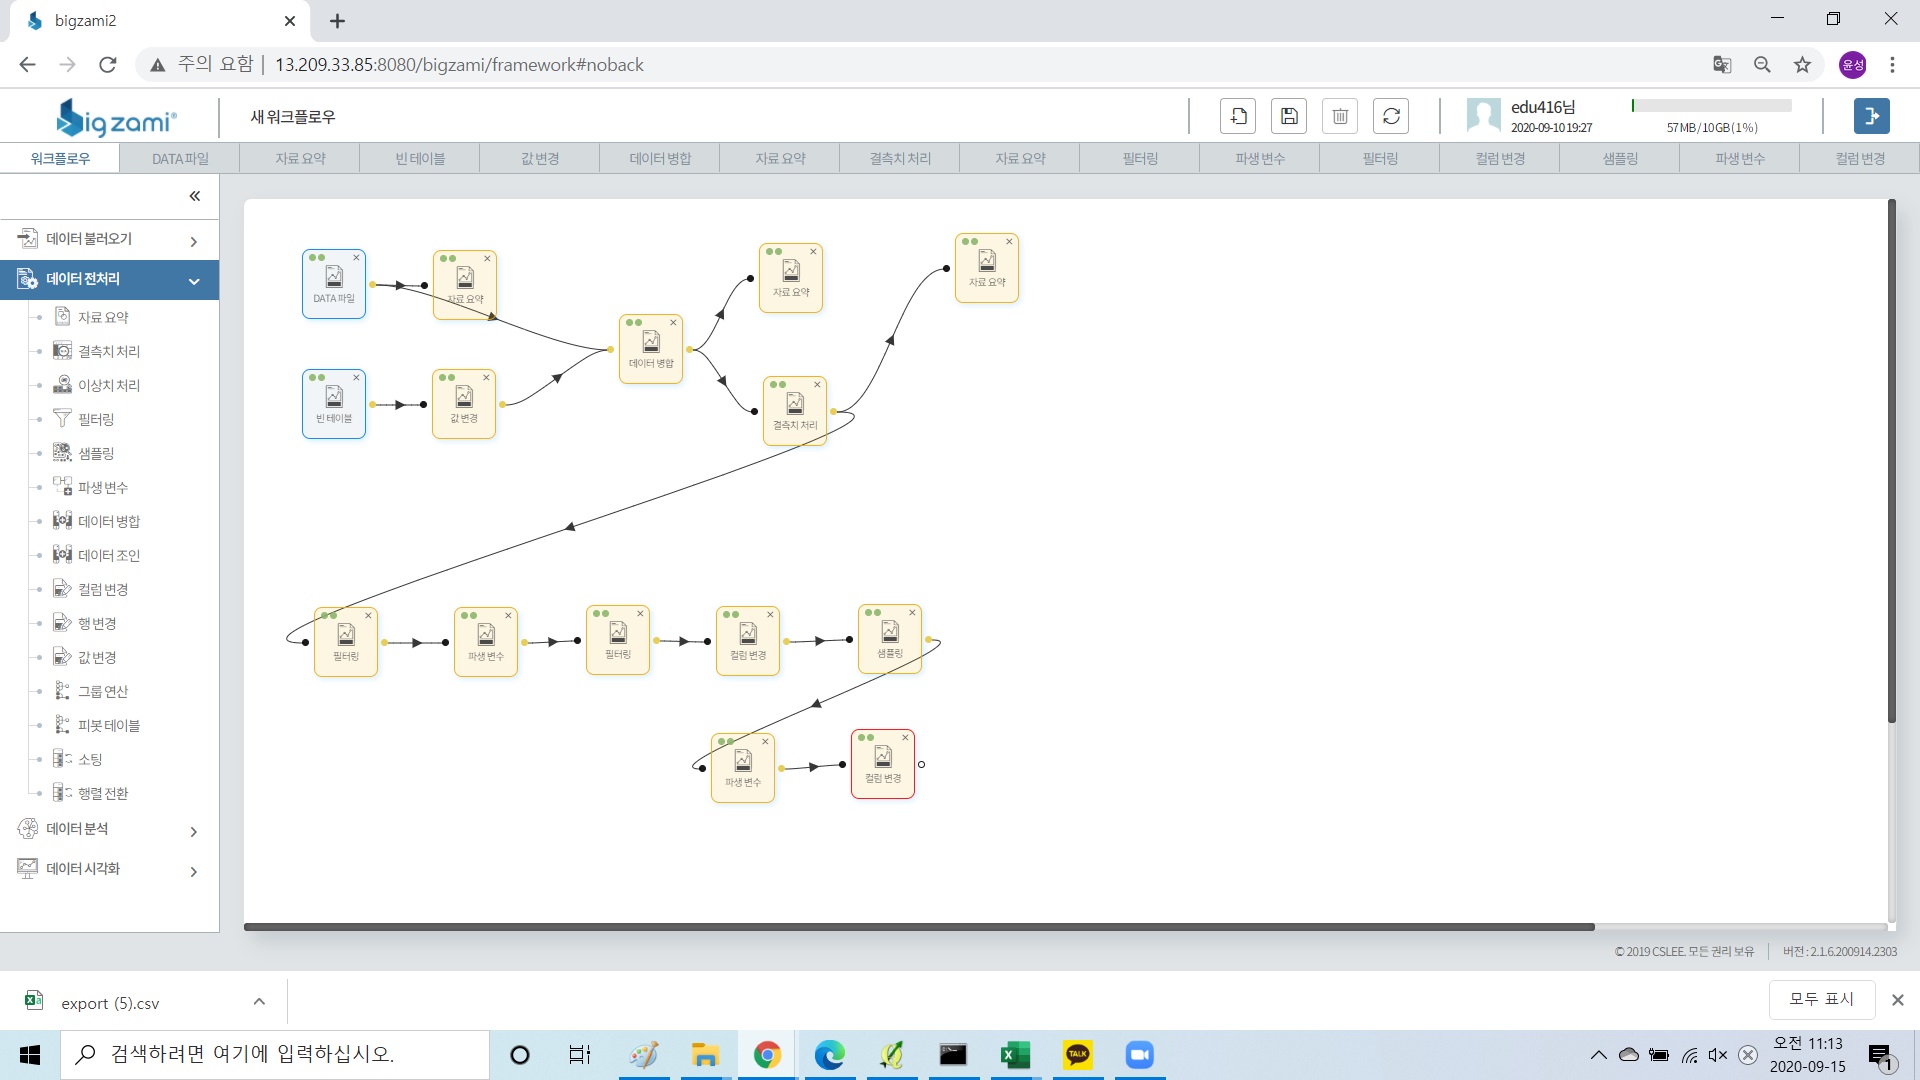 bigzami2
주의 요함 | 13.209.33.85:8080/bigzami/framework#noback
윤성
big zami®
새 워크플로우
edu416님
2020-09-10 19:27
57MB/10GB(1%)
워크플로우 DATA 파일 자료 요약 빈 테이블 값 변경 데이터 병합 자료 요약 결측치 처리 자료 요약 필터링 파생 변수 필터링 컬럼 변경 샘플링 파생 변수 컬럼 변경
데이터 불러오기
데이터 전처리
자료 요약
결측치 처리
이상치 처리
필터링
샘플링
파생 변수
데이터 병합
데이터 조인
컬럼 변경
행 변경
값 변경
그룹 연산
피봇 테이블
소팅
행렬 전환
데이터 분석
데이터 시각화
DATA 파일
자료 요약
자료 요약
자료 요약
데이터 병합
빈 테이블
값 변경
결측치 처리
필터링
파생 변수
필터링
컬럼 변경
샘플링
파생 변수
컬럼 변경
© 2019 CSLEE. 모든 권리 보유 | 버전 : 2.1.6.200914.2303
export (5).csv
모두 표시
검색하려면 여기에 입력하십시오.
TALK
오전 11:13
2020-09-15
1